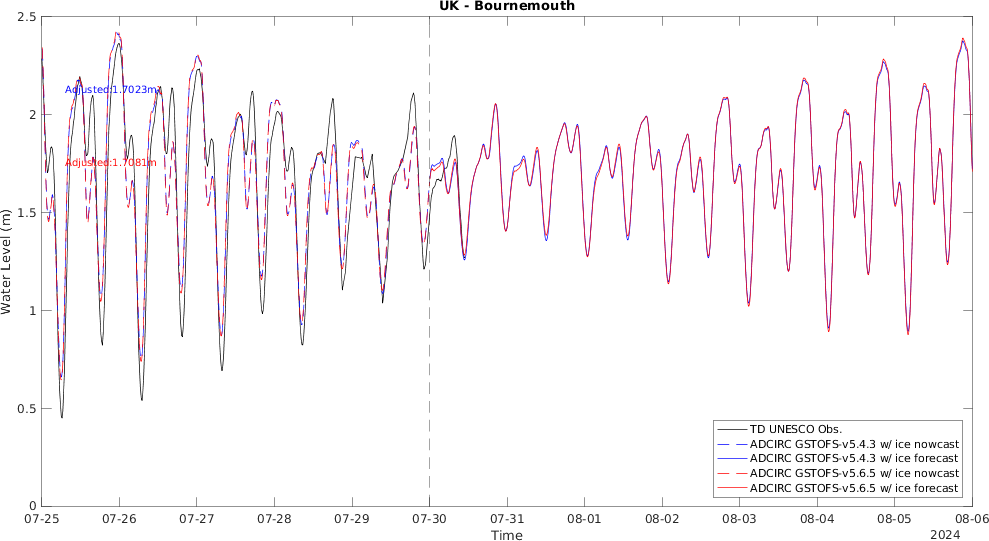 UK - Bournemouth
2.5
2
1.5
1
0.5
0
Water Level (m)
Adjusted:1.7023m
Adjusted:1.7081m
TD UNESCO Obs.
ADCIRC GSTOFS-v5.4.3 w/ ice nowcast
ADCIRC GSTOFS-v5.4.3 w/ ice forecast
ADCIRC GSTOFS-v5.6.5 w/ ice nowcast
ADCIRC GSTOFS-v5.6.5 w/ ice forecast
07-25 07-26 07-27 07-28 07-29 07-30 07-31 08-01 08-02 08-03 08-04 08-05 08-06
Time
2024